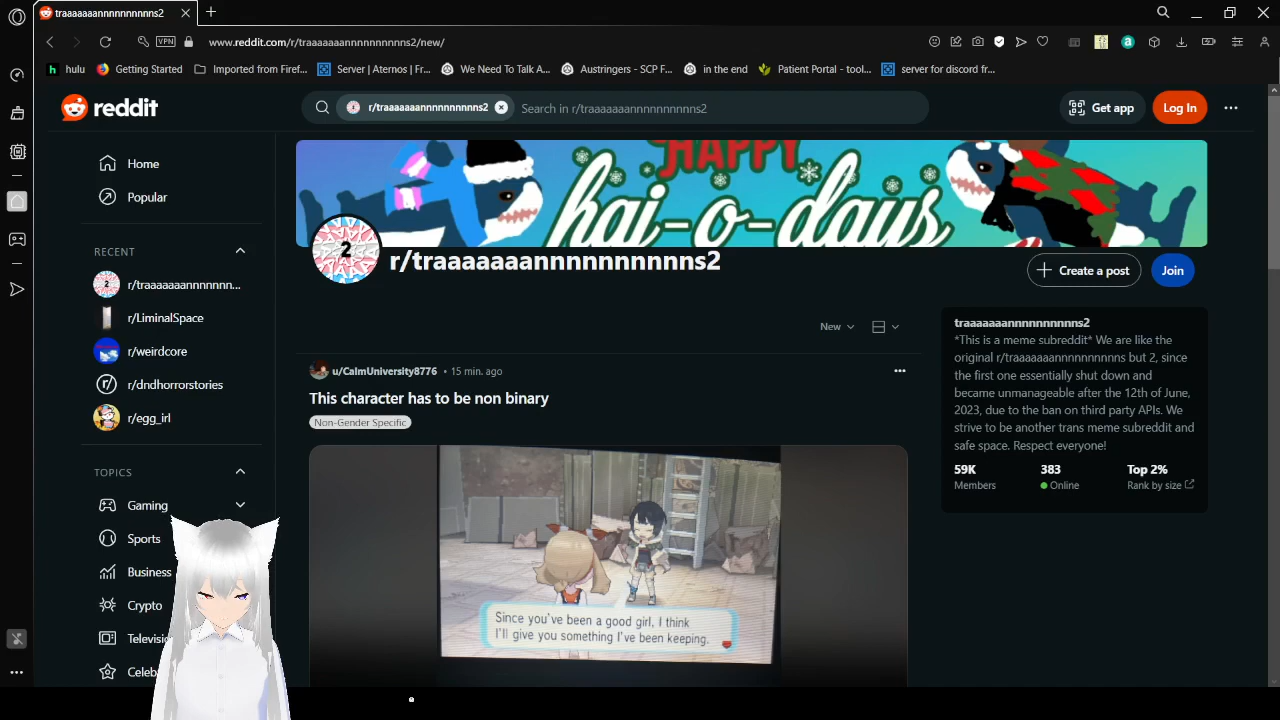 traaaaaaannnnnnnnnns2
VPN
www.reddit.com/r/traaaaaaannnnnnnnnns2/new/
hulu
Getting Started
Imported from Firef...
Server | Aternos | Fr...
We Need To Talk A...
Austringers - SCP F...
in the end
Patient Portal - tool...
server for discord fr...
reddit
r/traaaaaaannnnnnnnnns2
Search in r/traaaaaaannnnnnnnnns2
Get app
Log In
Home
Popular
RECENT
r/traaaaaaannnnnnn...
r/LiminalSpace
r/weirdcore
r/dndhorrorstories
r/egg_irl
TOPICS
Gaming
Sports
Business
Crypto
Televisi
Celeb
HAPPY
haj-o-days
2
r/traaaaaaannnnnnnnnns2
Create a post
Join
New
u/CalmUniversity8776 • 15 min. ago
This character has to be non binary
Non-Gender Specific
Since you've been a good girl, I think
I'll give you something I've been keeping.
traaaaaaannnnnnnnnns2
*This is a meme subreddit* We are like the
original r/traaaaaaannnnnnnnnns but 2, since
the first one essentially shut down and
became unmanageable after the 12th of June,
2023, due to the ban on third party APIs. We
strive to be another trans meme subreddit and
safe space. Respect everyone!
59K
Members
383
Online
Top 2%
Rank by size